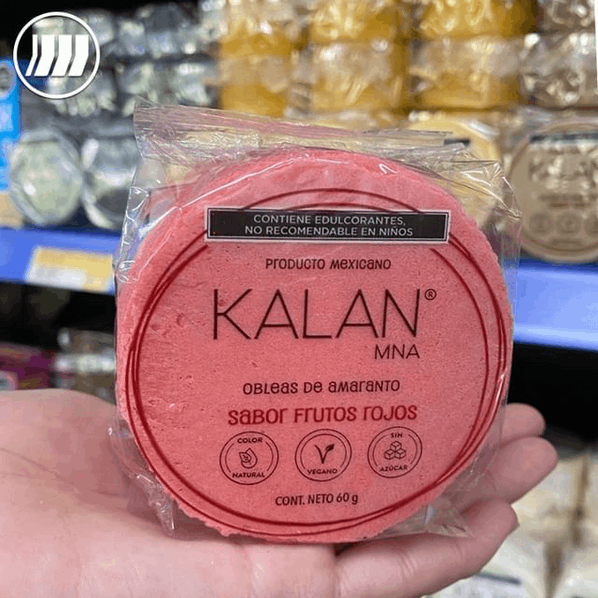 CONTIENE EDULCORANTES,
NO RECOMENDABLE EN NIÑOS
PRODUCTO MEXICANO
KALAN®
MNA
OBLEAS DE AMARANTO
SABOR FRUTOS ROJOS
COLOR
NATURAL
VEGANO
SIN
AZÚCAR
CONT. NETO 60 g
KALAN